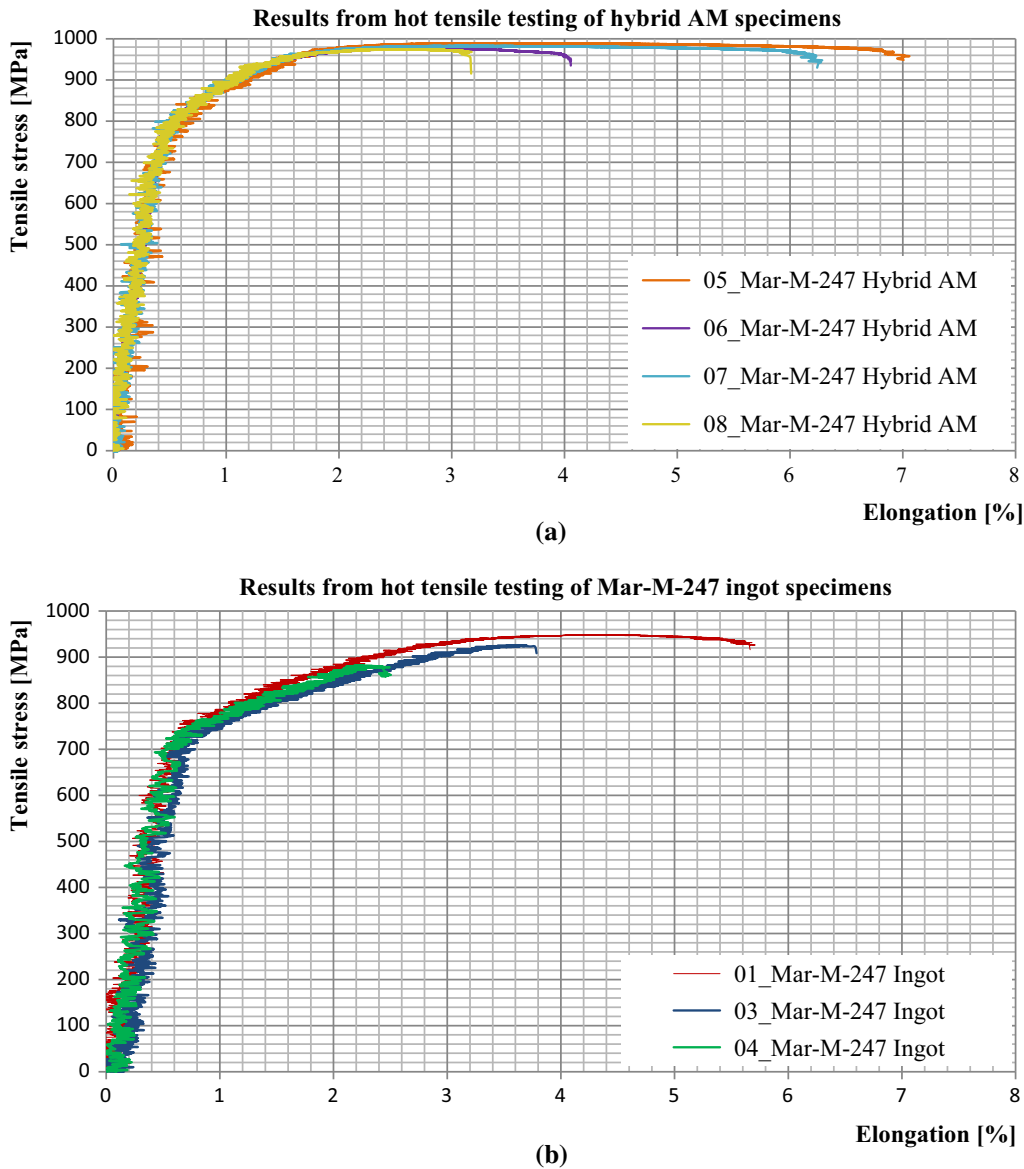 Results from hot tensile testing of hybrid AM specimens
Tensile stress [MPa]
1000
900
800
700
600
500
400
300
200
100
0
05_Mar-M-247 Hybrid AM
06_Mar-M-247 Hybrid AM
07_Mar-M-247 Hybrid AM
08_Mar-M-247 Hybrid AM
0 1 2 3 4 5 6 7 8
Elongation [%]
(a)
Results from hot tensile testing of Mar-M-247 ingot specimens
Tensile stress [MPa]
1000
900
800
700
600
500
400
300
200
100
0
01_Mar-M-247 Ingot
03_Mar-M-247 Ingot
04_Mar-M-247 Ingot
0 1 2 3 4 5 6 7 8
Elongation [%]
(b)